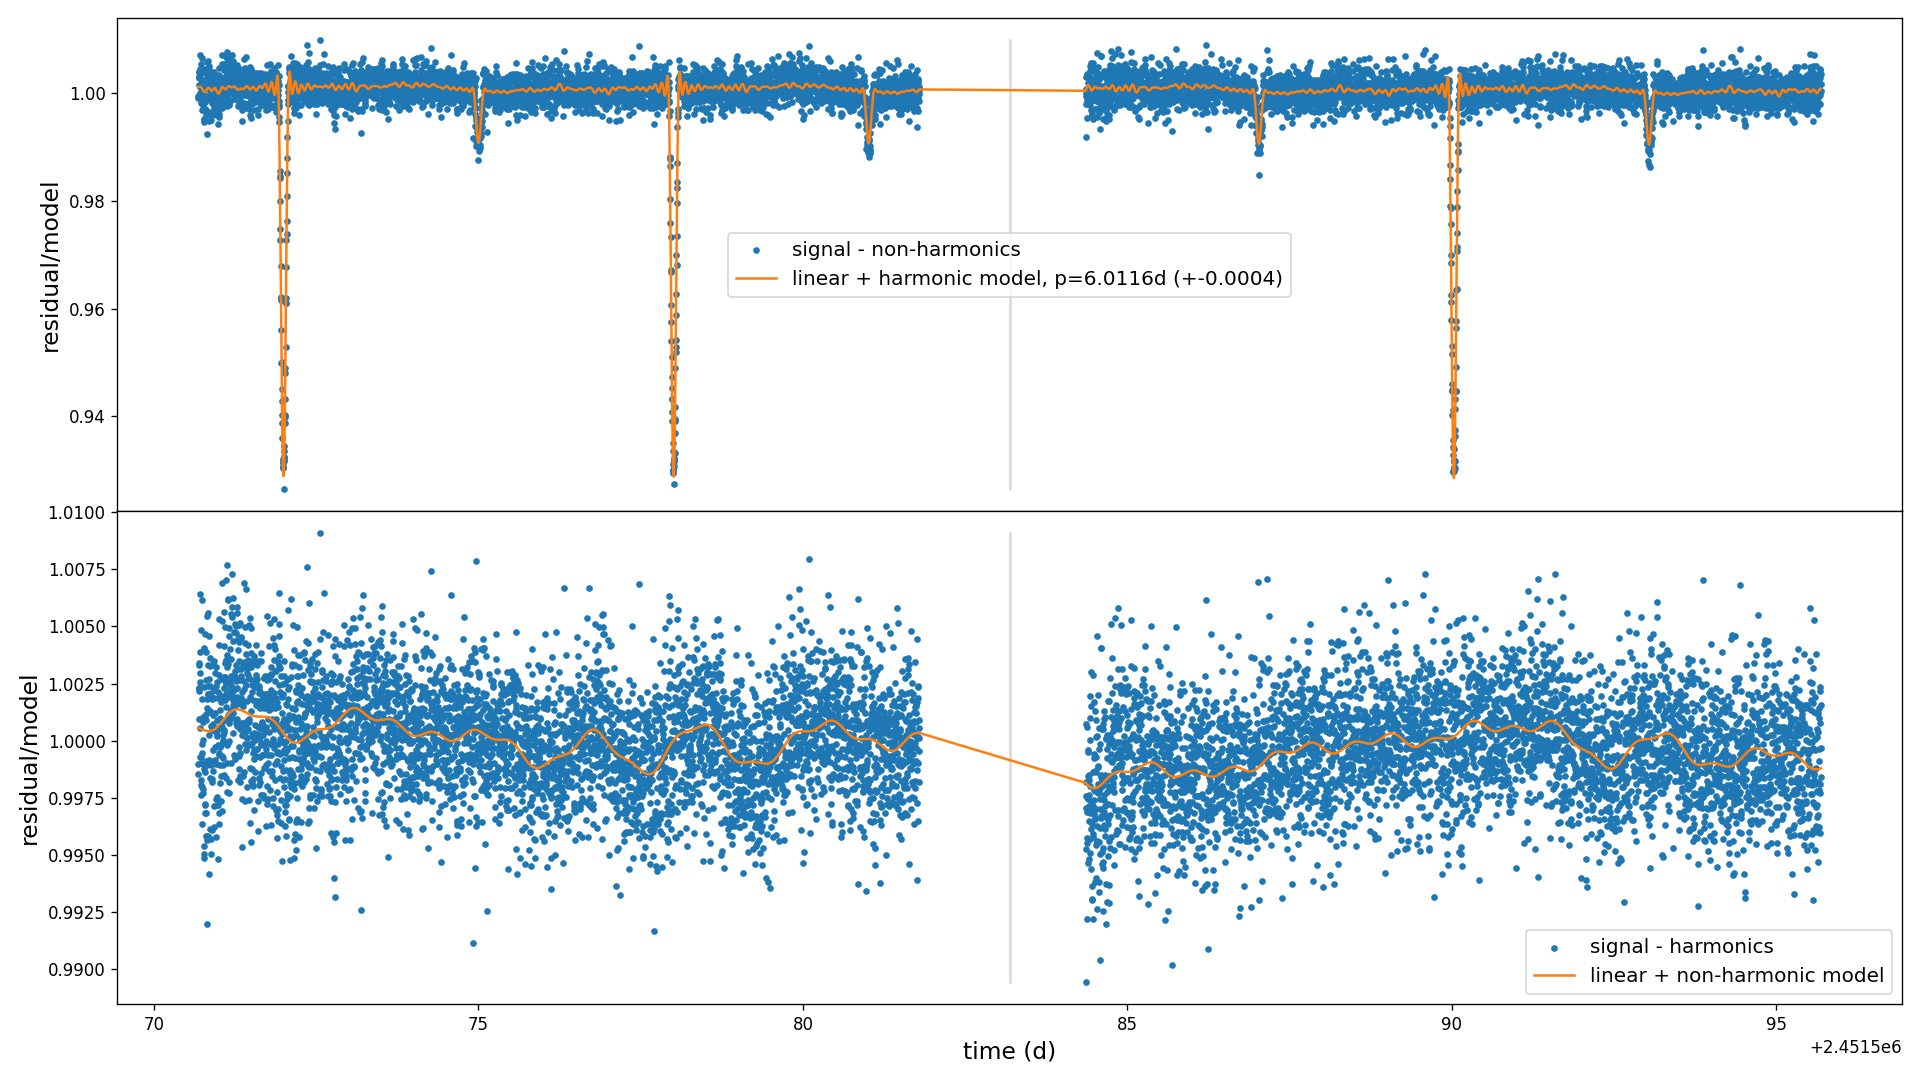 1.00
0.98
0.96
0.94
residual/model
signal - non-harmonics
linear + harmonic model, p=6.0116d (+-0.0004)
1.0100
1.0075
1.0050
1.0025
1.0000
0.9975
0.9950
0.9925
0.9900
residual/model
signal - harmonics
linear + non-harmonic model
70
75
80
85
90
95
time (d)
+2.4515e6